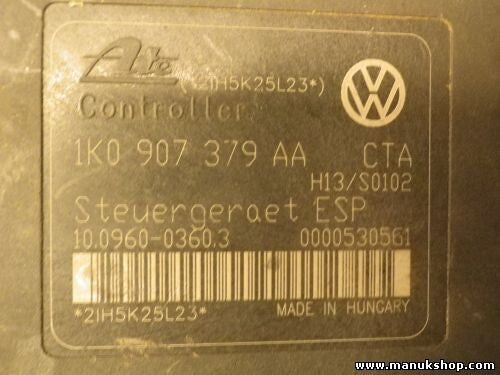 Ate
(*2IH5K25L23*)
Controller
1K0 907 379 AA CTA
H13/S0102
Steuergeraet ESP
10.0960-0360.3 0000530561
*2IH5K25L23*
MADE IN HUNGARY
www.manukshop.com